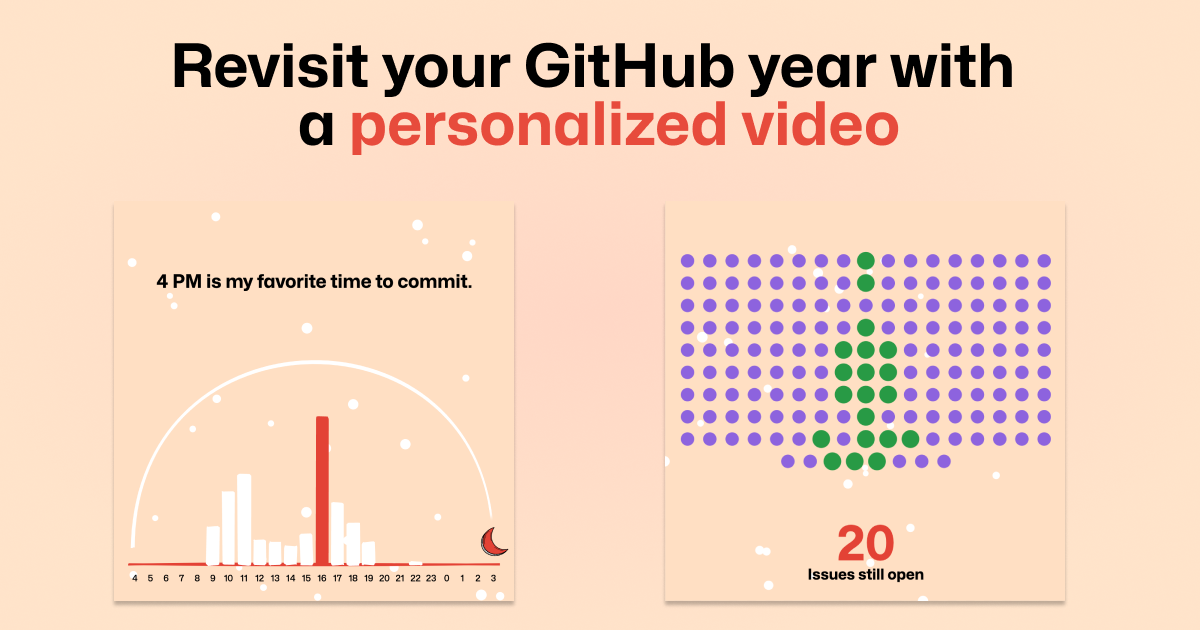 Revisit your GitHub year with
a personalized video
4 PM is my favorite time to commit.
4 5 6 7 8 9 10 11 12 13 14 15 16 17 18 19 20 21 22 23 0 1 2 3
20
Issues still open